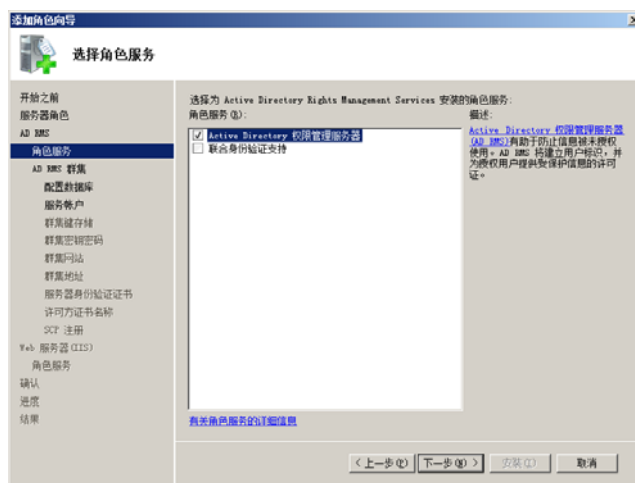 添加角色向导
选择角色服务
开始之前
服务器角色
AD RMS
角色服务
AD RMS 群集
配置数据库
服务帐户
群集键存储
群集密钥密码
群集网站
群集地址
服务器身份验证证书
许可方证书名称
SCP 注册
Web 服务器(IIS)
角色服务
确认
进度
结果
选择为 Active Directory Rights Management Services 安装的角色服务:
角色服务(R):
Active Directory 权限管理服务器
联合身份验证支持
有关角色服务的详细信息
描述:
Active Directory 权限管理服务器
(AD RMS)有助于防止信息被未授权
使用。AD RMS 将建立用户标识，并
为授权用户提供受保护信息的许可
证。
< 上一步(P)
下一步(N) >
安装(I)
取消